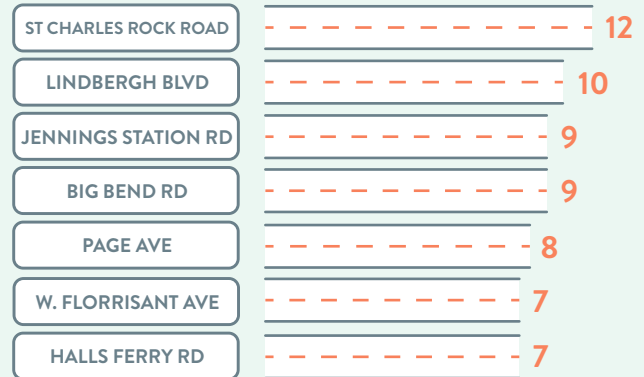 ST CHARLES ROCK ROAD 12
LINDBERGH BLVD 10
JENNINGS STATION RD 9
BIG BEND RD 9
PAGE AVE 8
W. FLORRISANT AVE 7
HALLS FERRY RD 7